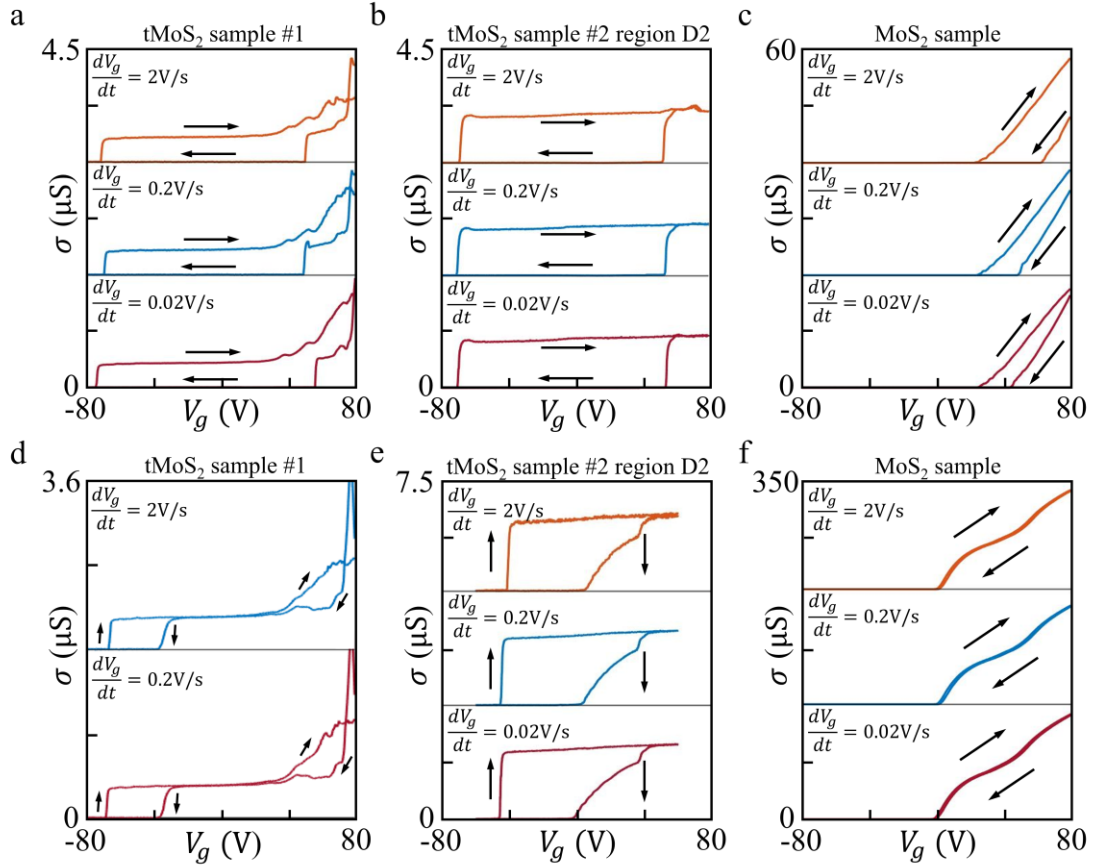 a
tMoS₂ sample #1
4.5
dVg/dt = 2V/s
dVg/dt = 0.2V/s
dVg/dt = 0.02V/s
σ (μS)
0
-80
Vg (V)
80
b
tMoS₂ sample #2 region D2
dVg/dt = 2V/s
dVg/dt = 0.2V/s
dVg/dt = 0.02V/s
σ (μS)
-80
Vg (V)
80
c
MoS₂ sample
60
dVg/dt = 2V/s
dVg/dt = 0.2V/s
dVg/dt = 0.02V/s
σ (μS)
0
-80
Vg (V)
80
d
tMoS₂ sample #1
3.6
dVg/dt = 2V/s
dVg/dt = 0.2V/s
σ (μS)
0
-80
Vg (V)
80
e
tMoS₂ sample #2 region D2
7.5
dVg/dt = 2V/s
dVg/dt = 0.2V/s
dVg/dt = 0.02V/s
σ (μS)
0
-80
Vg (V)
80
f
MoS₂ sample
350
dVg/dt = 2V/s
dVg/dt = 0.2V/s
dVg/dt = 0.02V/s
σ (μS)
0
-80
Vg (V)
80